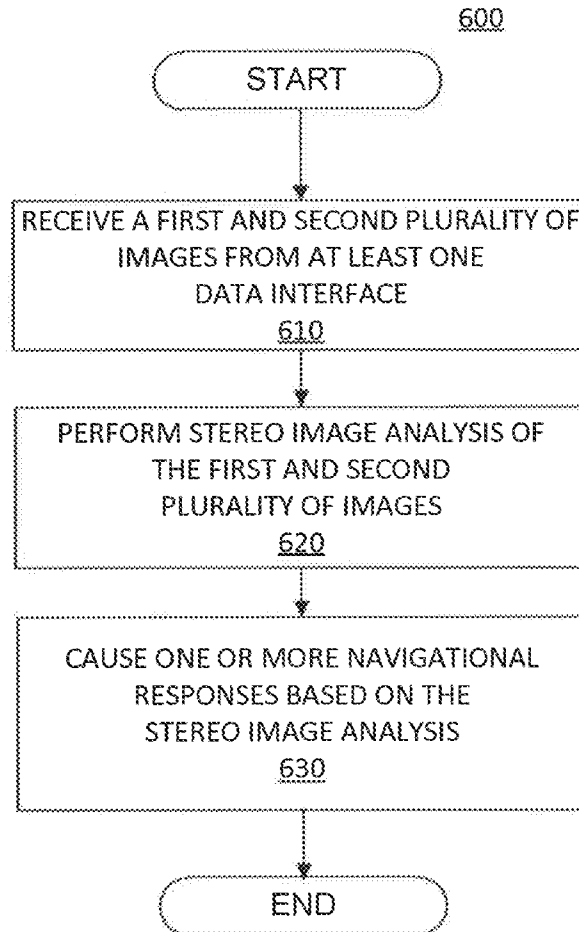 600
START
RECEIVE A FIRST AND SECOND PLURALITY OF
IMAGES FROM AT LEAST ONE
DATA INTERFACE
610
PERFORM STEREO IMAGE ANALYSIS OF
THE FIRST AND SECOND
PLURALITY OF IMAGES
620
CAUSE ONE OR MORE NAVIGATIONAL
RESPONSES BASED ON THE
STEREO IMAGE ANALYSIS
630
END